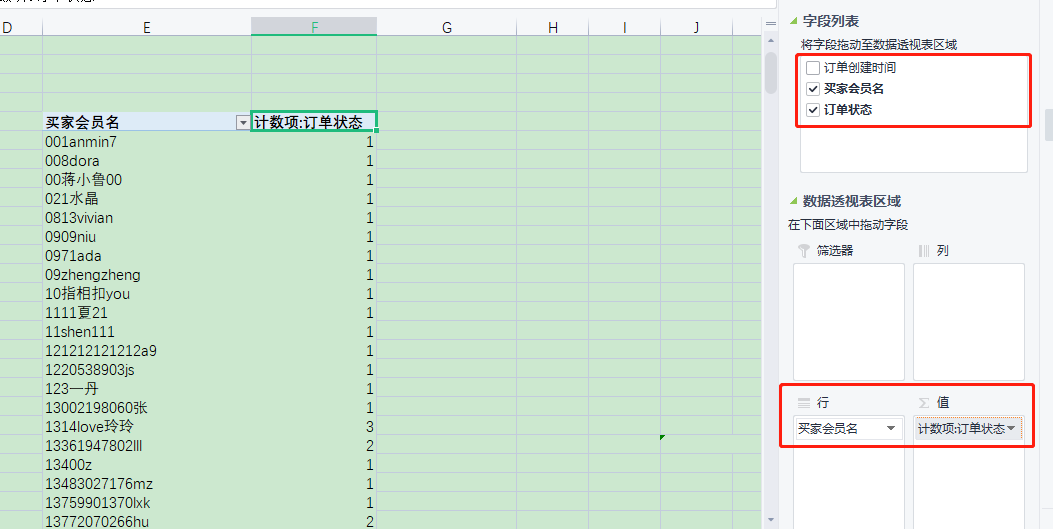 D E F G H I J
买家会员名 计数项:订单状态
001anmin7 1
008dora 1
00蒋小鲁00 1
021水晶 1
0813vivian 1
0909niu 1
0971ada 1
09zhengzheng 1
10指相扣you 1
1111夏21 1
11shen111 1
121212121212a9 1
1220538903js 1
123一丹 1
13002198060张 1
1314love玲玲 3
13361947802lll 2
13400z 1
13483027176mz 1
13759901370lxk 1
13772070266hu 2
字段列表
将字段拖动至数据透视表区域
订单创建时间
买家会员名
订单状态
数据透视表区域
在下面区域中拖动字段
筛选器 列
行 值
买家会员名 计数项:订单状态